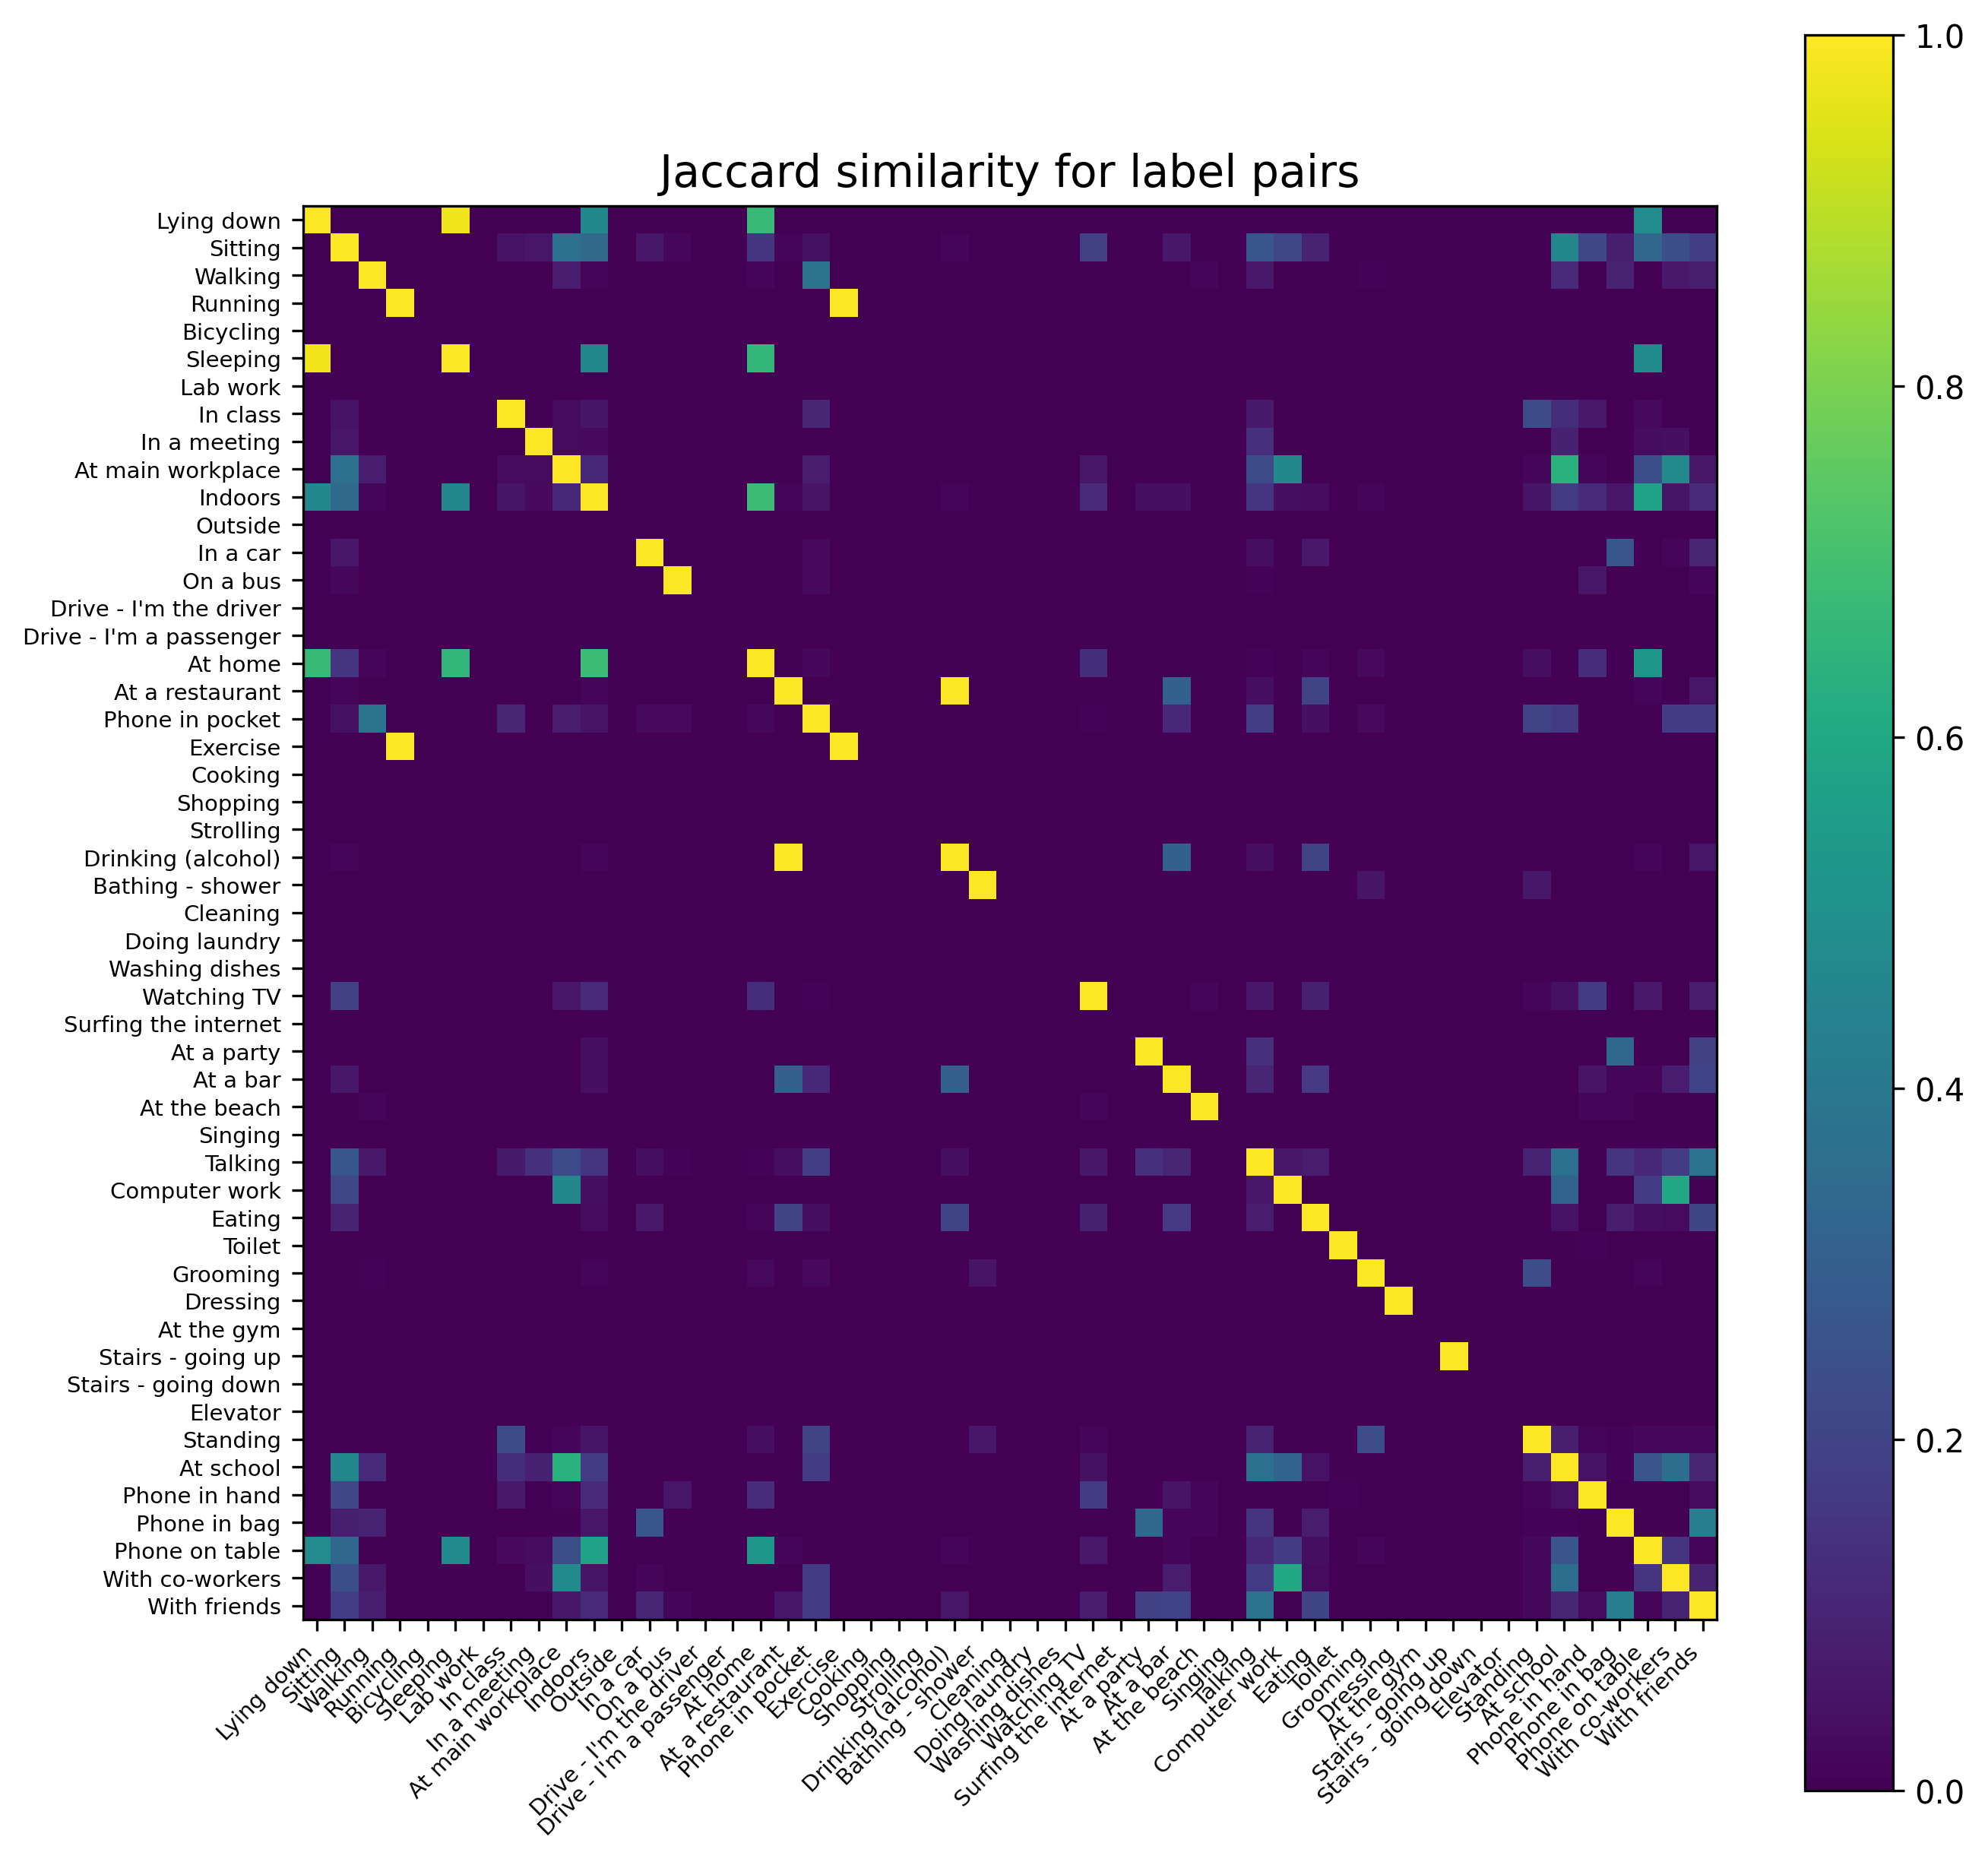 Jaccard similarity for label pairs
Lying down
Sitting
Walking
Running
Bicycling
Sleeping
Lab work
In class
In a meeting
At main workplace
Indoors
Outside
In a car
On a bus
Drive - I'm the driver
Drive - I'm a passenger
At home
At a restaurant
Phone in pocket
Exercise
Cooking
Shopping
Strolling
Drinking (alcohol)
Bathing - shower
Cleaning
Doing laundry
Washing dishes
Watching TV
Surfing the internet
At a party
At a bar
At the beach
Singing
Talking
Computer work
Eating
Toilet
Grooming
Dressing
At the gym
Stairs - going up
Stairs - going down
Elevator
Standing
At school
Phone in hand
Phone in bag
Phone on table
With co-workers
With friends
Lying down
Sitting
Walking
Running
Bicycling
Sleeping
Lab work
In class
In a meeting
At main workplace
Indoors
Outside
In a car
On a bus
Drive - I'm the driver
Drive - I'm a passenger
At home
At a restaurant
Phone in pocket
Exercise
Cooking
Shopping
Strolling
Drinking (alcohol)
Bathing - shower
Cleaning
Doing laundry
Washing dishes
Watching TV
Surfing the internet
At a party
At a bar
At the beach
Singing
Talking
Computer work
Eating
Toilet
Grooming
Dressing
At the gym
Stairs - going up
Stairs - going down
Elevator
Standing
At school
Phone in hand
Phone in bag
Phone on table
With co-workers
With friends
1.0
0.8
0.6
0.4
0.2
0.0